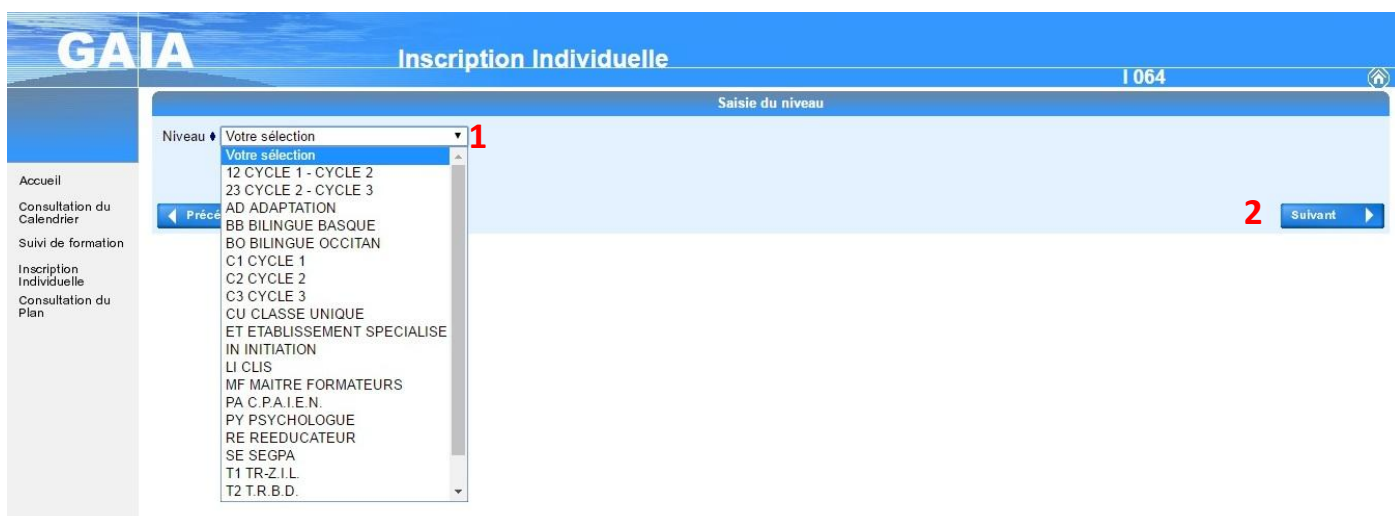 GAIA
Inscription Individuelle
I 064
Saisie du niveau
Niveau Votre sélection 1
Votre sélection
12 CYCLE 1 - CYCLE 2
23 CYCLE 2 - CYCLE 3
AD ADAPTATION
BB BILINGUE BASQUE
BO BILINGUE OCCITAN
C1 CYCLE 1
C2 CYCLE 2
C3 CYCLE 3
CU CLASSE UNIQUE
ET ETABLISSEMENT SPECIALISE
IN INITIATION
LI CLIS
MF MAITRE FORMATEURS
PA C.P.A.I.E.N.
PY PSYCHOLOGUE
RE REEDUCATEUR
SE SEGPA
T1 TR-Z.I.L.
T2 T.R.B.D.
Précé
2 Suivant
Accueil
Consultation du
Calendrier
Suivi de formation
Inscription
Individuelle
Consultation du
Plan